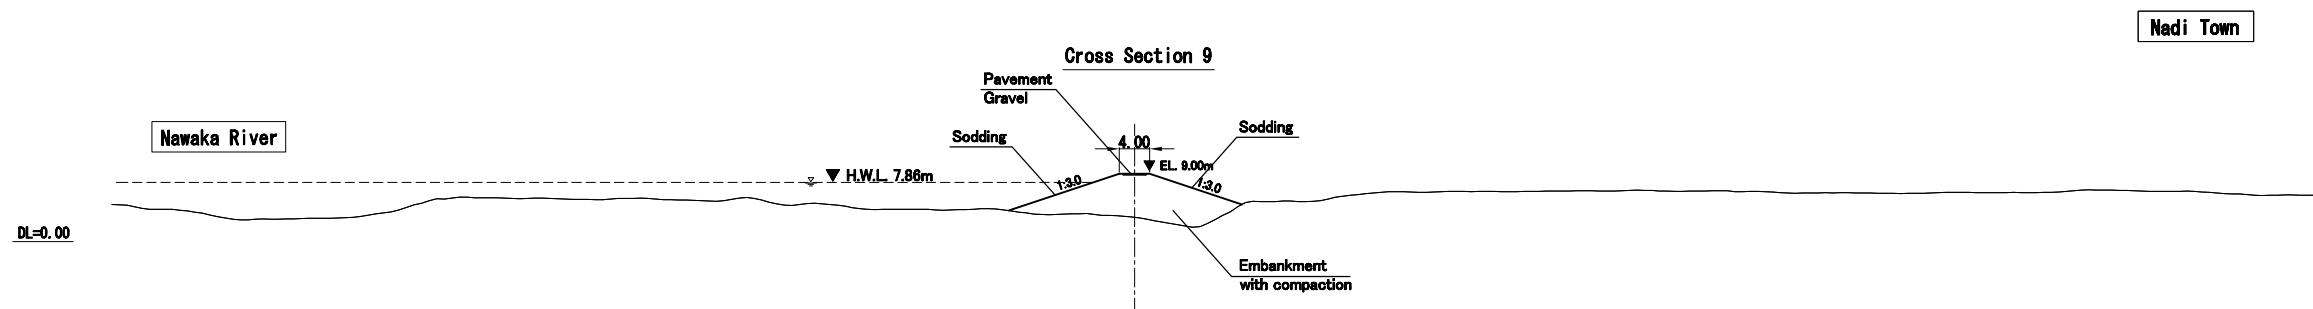 Nadi Town
Cross Section 9
Pavement
Gravel
Nawaka River
Sodding
Sodding
4.00
EL. 9.00m
H.W.L. 7.86m
1:3.0
1:3.0
DL=0.00
Embankment
with compaction